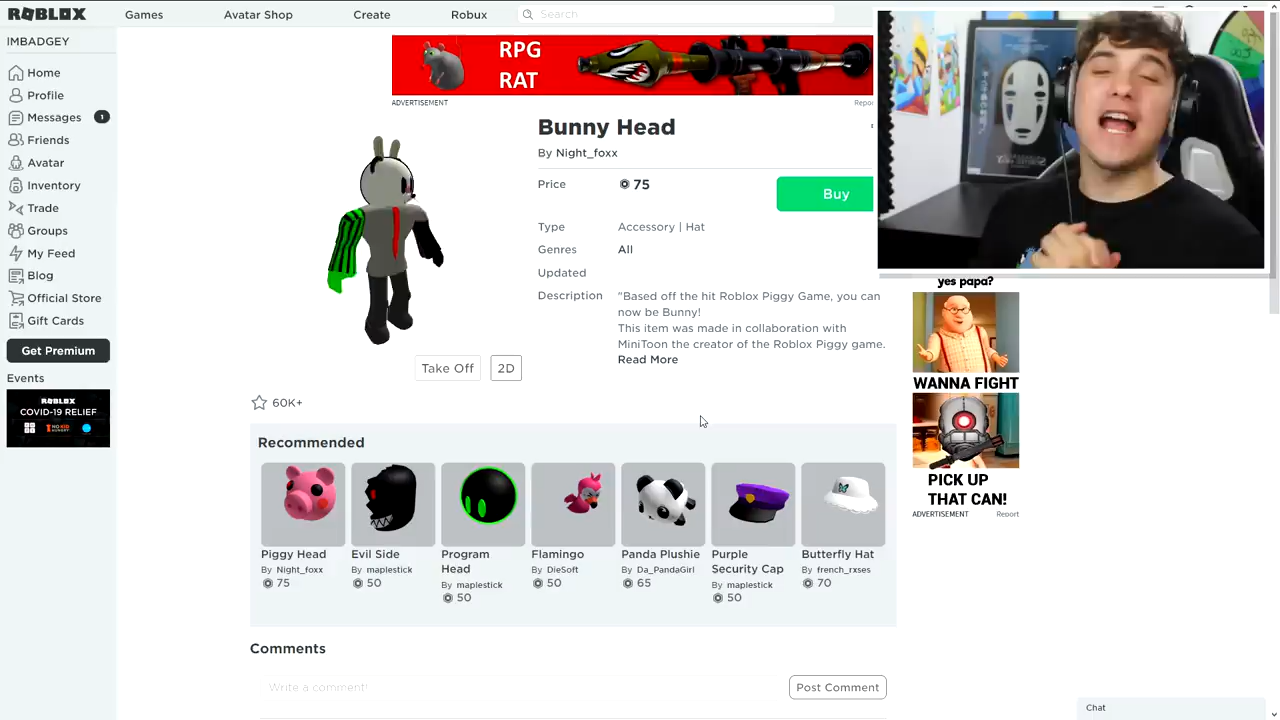 ROBLOX
Games
Avatar Shop
Create
Robux
Search
IMBADGEY
Home
Profile
Messages
1
Friends
Avatar
Inventory
Trade
Groups
My Feed
Blog
Official Store
Gift Cards
Get Premium
Events
ROBLOX
COVID-19 RELIEF
RPG
RAT
ADVERTISEMENT
Bunny Head
By Night_foxx
Price
75
Buy
Type
Accessory | Hat
Genres
All
Updated
Description
"Based off the hit Roblox Piggy Game, you can
now be Bunny!
This item was made in collaboration with
MiniToon the creator of the Roblox Piggy game.
Read More
Take Off
2D
60K+
Recommended
Piggy Head
By Night_foxx
75
Evil Side
By maplestick
50
Program
Head
By maplestick
50
Flamingo
By DieSoft
50
Panda Plushie
By Da_PandaGirl
65
Purple
Security Cap
By maplestick
50
Butterfly Hat
By french_rxses
70
Comments
Write a comment!
Post Comment
yes papa?
WANNA FIGHT
PICK UP
THAT CAN!
ADVERTISEMENT
Report
Chat